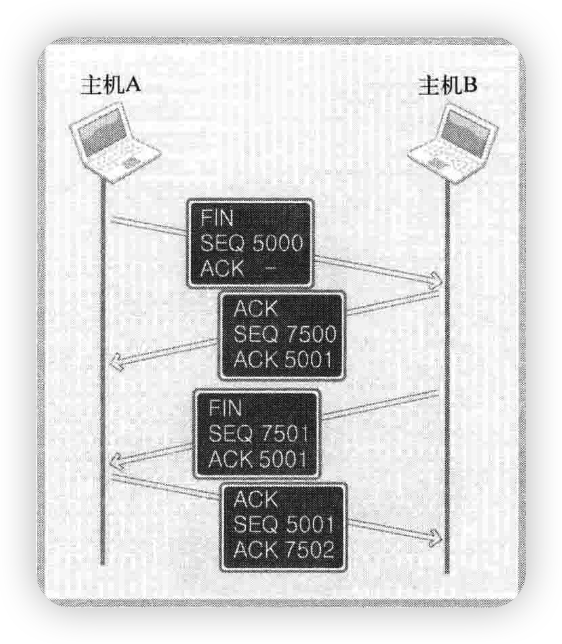 主机A
主机B
FIN
SEQ 5000
ACK –
ACK
SEQ 7500
ACK 5001
FIN
SEQ 7501
ACK 5001
ACK
SEQ 5001
ACK 7502